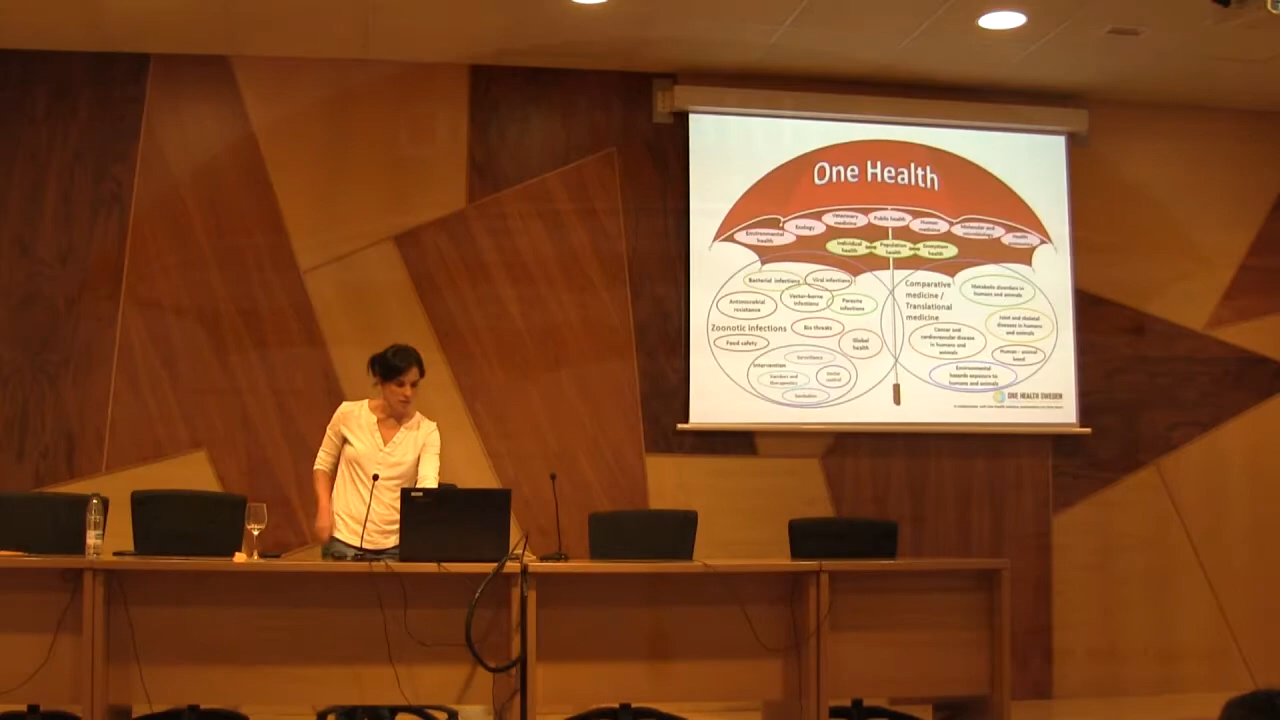 One Health
Environmental
health
Ecology
Veterinary
medicine
Public health
Human
medicine
Molecular and
microbiology
Health
Individual
health
Population
health
Ecosystem
health
Bacterial infections
Viral infections
Antimicrobial
resistance
Vector-borne
infections
Parasite
infections
Zoonotic infections
Bio threats
Food safety
Global
health
Surveillance
Intervention
Vaccines and
therapeutics
Vector
control
Sanitation
Comparative
medicine /
Translational
medicine
Metabolic disorders in
humans and animals
Joint and skeletal
diseases in humans
and animals
Cancer and
cardiovascular disease
in humans and
animals
Human - animal
bond
Environmental
hazards exposure to
humans and animals
ONE HEALTH SWEDEN